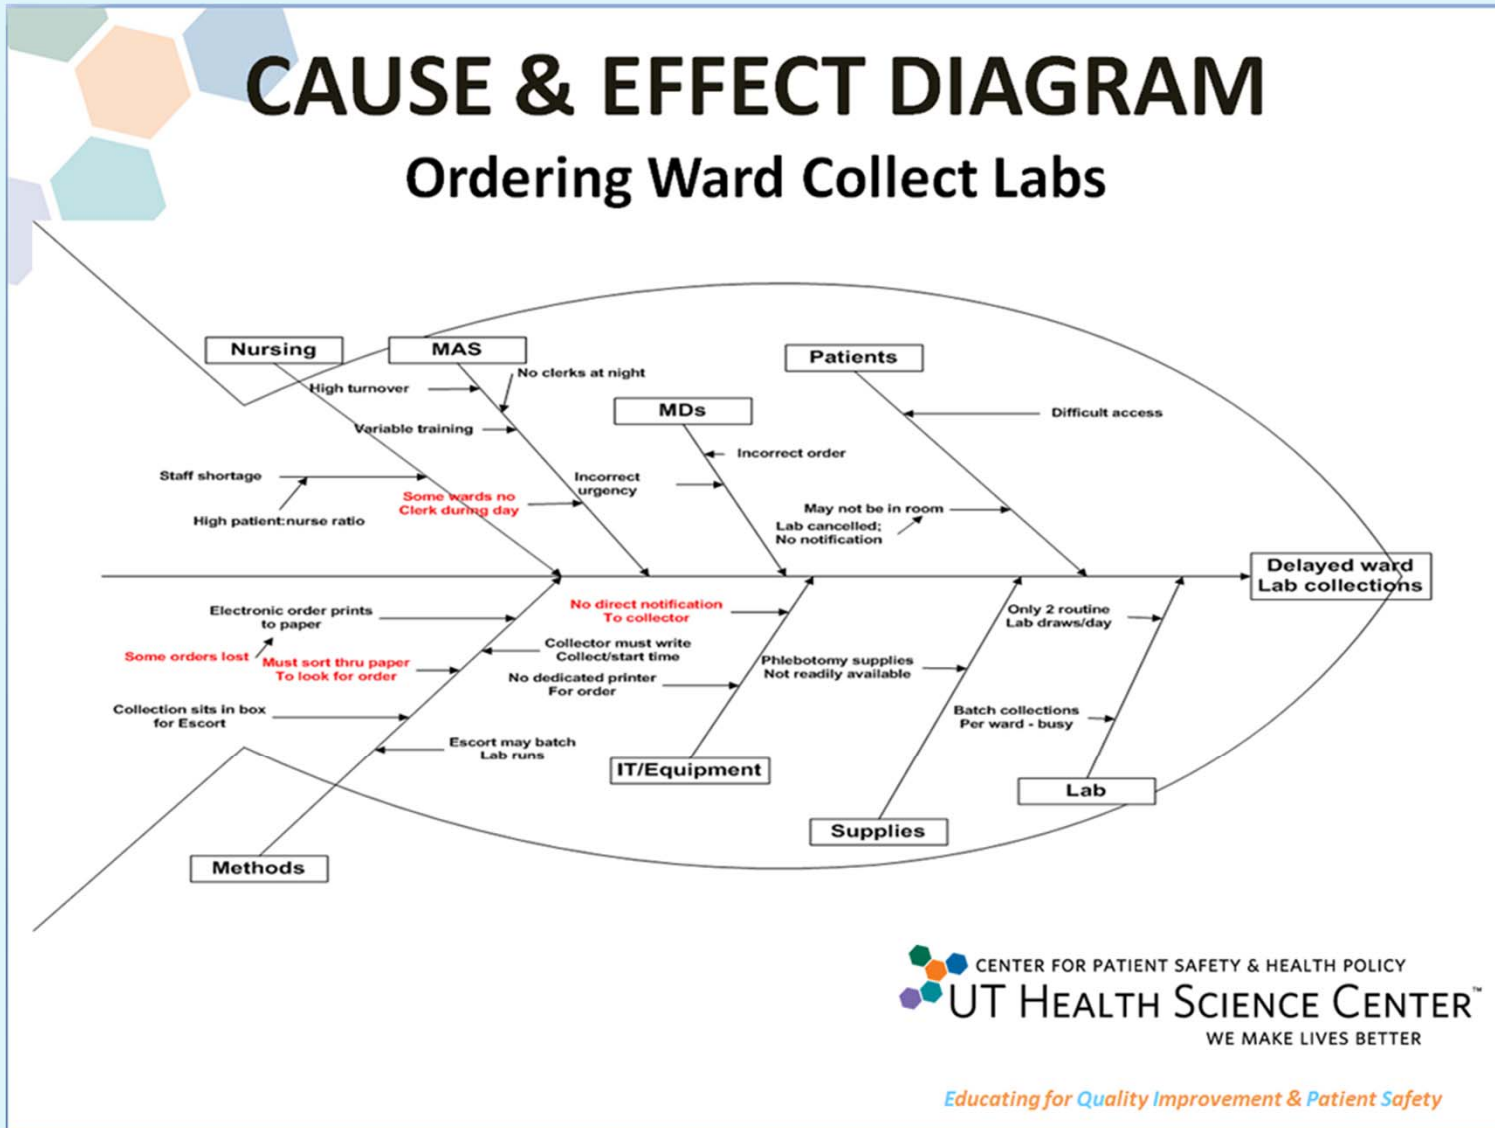 CAUSE & EFFECT DIAGRAM
Ordering Ward Collect Labs
Nursing
MAS
Patients
No clerks at night
High turnover
MDs
Difficult access
Variable training
Incorrect order
Staff shortage
Incorrect
urgency
Some wards no
Clerk during day
May not be in room
High patient:nurse ratio
Lab cancelled;
No notification
Delayed ward
Lab collections
Electronic order prints
to paper
No direct notification
To collector
Only 2 routine
Lab draws/day
Some orders lost
Must sort thru paper
To look for order
Collector must write
Collect/start time
Phlebotomy supplies
Not readily available
No dedicated printer
For order
Collection sits in box
for Escort
Batch collections
Per ward - busy
Escort may batch
Lab runs
IT/Equipment
Lab
Supplies
Methods
CENTER FOR PATIENT SAFETY & HEALTH POLICY
UT HEALTH SCIENCE CENTER™
WE MAKE LIVES BETTER
Educating for Quality Improvement & Patient Safety